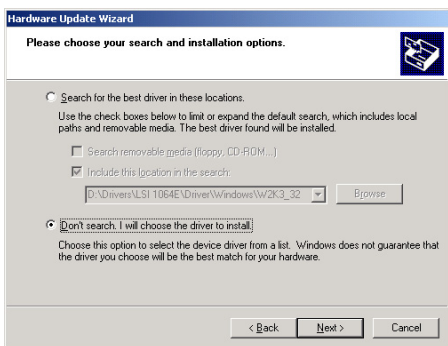 Hardware Update Wizard
Please choose your search and installation options.
Search for the best driver in these locations.
Use the check boxes below to limit or expand the default search, which includes local
paths and removable media. The best driver found will be installed.
Search removable media (floppy, CD-ROM...)
Include this location in the search:
D:\Drivers\LSI 1064E\Driver\Windows\W2K3_32
Browse
Don't search. I will choose the driver to install.
Choose this option to select the device driver from a list. Windows does not guarantee that
the driver you choose will be the best match for your hardware.
< Back Next > Cancel